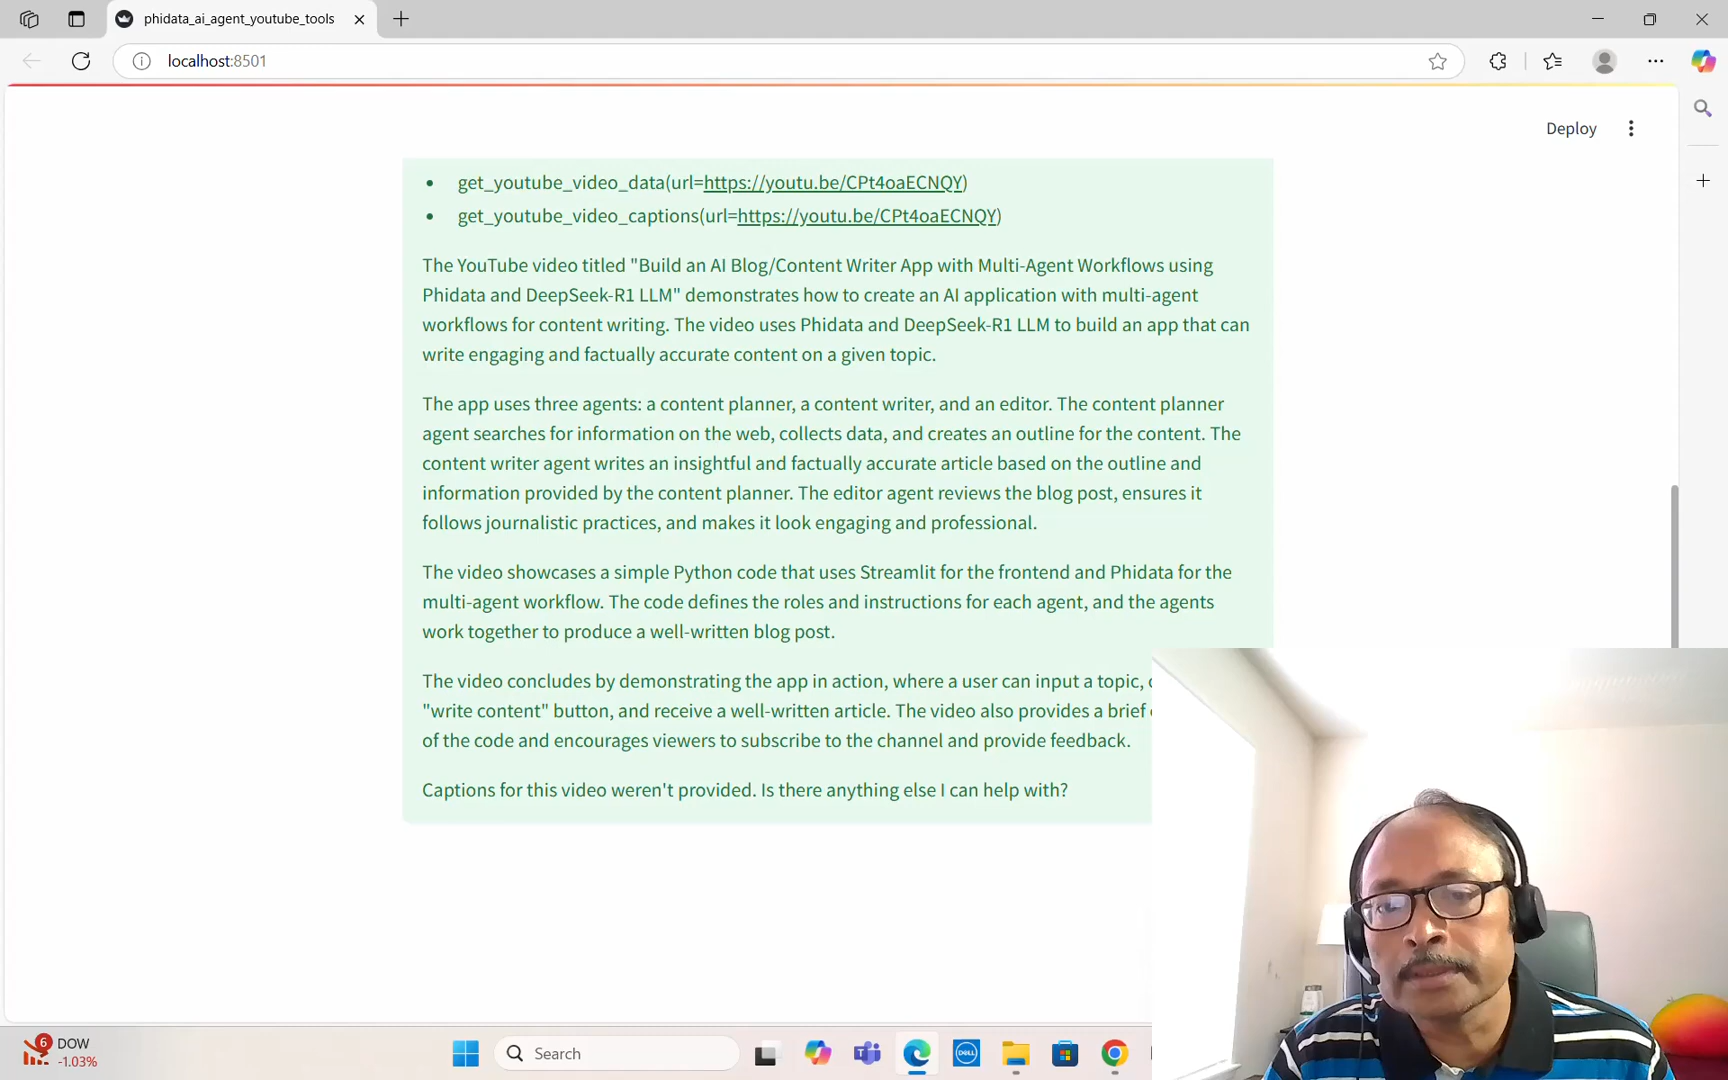 phidata_ai_agent_youtube_tools
localhost:8501
Deploy
get_youtube_video_data(url=https://youtu.be/CPt4oaECNQY)
get_youtube_video_captions(url=https://youtu.be/CPt4oaECNQY)
The YouTube video titled "Build an AI Blog/Content Writer App with Multi-Agent Workflows using
Phidata and DeepSeek-R1 LLM" demonstrates how to create an AI application with multi-agent
workflows for content writing. The video uses Phidata and DeepSeek-R1 LLM to build an app that can
write engaging and factually accurate content on a given topic.
The app uses three agents: a content planner, a content writer, and an editor. The content planner
agent searches for information on the web, collects data, and creates an outline for the content. The
content writer agent writes an insightful and factually accurate article based on the outline and
information provided by the content planner. The editor agent reviews the blog post, ensures it
follows journalistic practices, and makes it look engaging and professional.
The video showcases a simple Python code that uses Streamlit for the frontend and Phidata for the
multi-agent workflow. The code defines the roles and instructions for each agent, and the agents
work together to produce a well-written blog post.
The video concludes by demonstrating the app in action, where a user can input a topic,
"write content" button, and receive a well-written article. The video also provides a brief
of the code and encourages viewers to subscribe to the channel and provide feedback.
Captions for this video weren't provided. Is there anything else I can help with?
6
DOW
-1.03%
Search
DELL